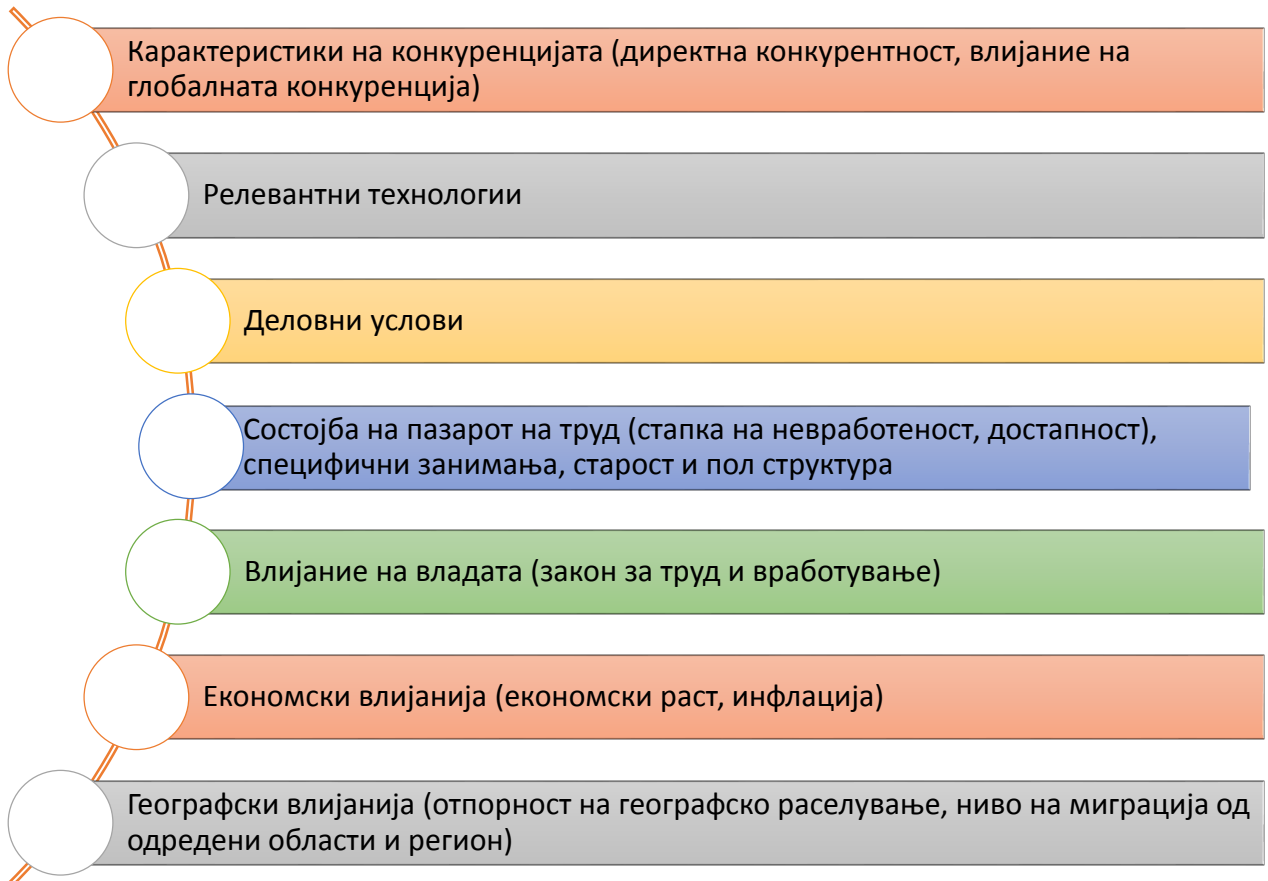 Карактеристики на конкуренцијата (директна конкурентност, влијание на
глобалната конкуренција)
Релевантни технологии
Деловни услови
Состојба на пазарот на труд (стапка на невработеност, достапност),
специфични занимања, старост и пол структура
Влијание на владата (закон за труд и вработување)
Економски влијанија (економски раст, инфлација)
Географски влијанија (отпорност на географско раселување, ниво на миграција од
одредени области и регион)